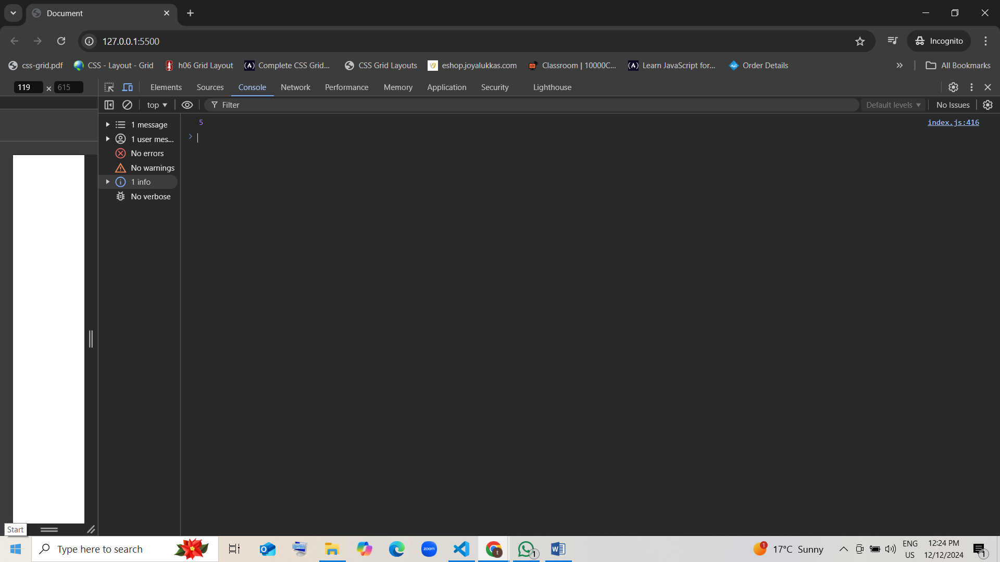 Document
127.0.0.1:5500
Incognito
css-grid.pdf
CSS - Layout - Grid
h06 Grid Layout
Complete CSS Grid...
CSS Grid Layouts
eshop.joyalukkas.com
Classroom | 10000C...
Learn JavaScript for...
Order Details
All Bookmarks
119 × 615
Elements
Sources
Console
Network
Performance
Memory
Application
Security
Lighthouse
top
Filter
Default levels
No Issues
1 message
1 user mes...
No errors
No warnings
1 info
No verbose
5
index.js:416
Start
Type here to search
zoom
t
1
1
17°C Sunny
ENG
US
12:24 PM
12/12/2024
1